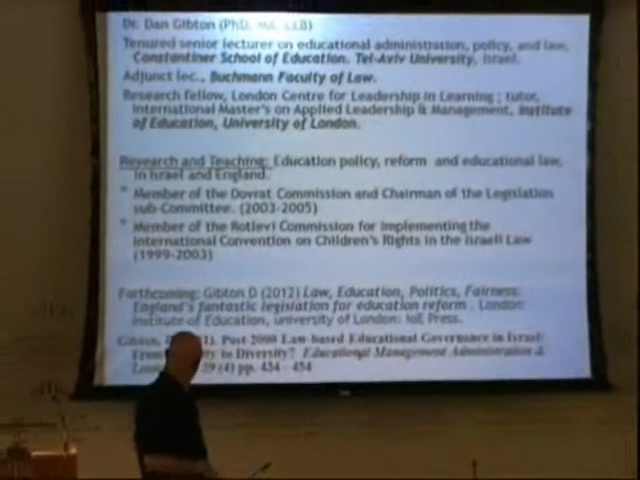 Dr. Dan Gibton (PhD, MA, LLB)
Tenured senior lecturer on educational administration, policy, and law,
Constantiner School of Education. Tel-Aviv University, Israel.
Adjunct lec., Buchmann Faculty of Law.
Research fellow, London Centre for Leadership in Learning ; tutor,
International Master's on Applied Leadership & Management, Institute
of Education, University of London.
Research and Teaching: Education policy, reform and educational law,
in Israel and England.
* Member of the Dovrat Commission and Chairman of the Legislation
sub-Committee. (2003-2005)
* Member of the Rotlevi Commission for implementing the
International Convention on Children's Rights in the Israeli Law
(1999-2003)
Forthcoming: Gibton D (2012) Law, Education, Politics, Fairness:
England's fantastic legislation for education reform . London:
Institute of Education, university of London: IoE Press.
Gibton, Post 2000 Law-based Educational Governance in Israel:
From to Diversity? Educational Management Administration &
39 (4) pp. 434 - 454